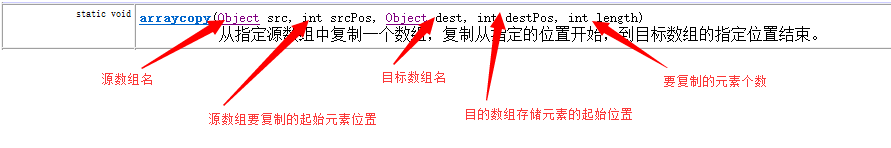 static void arraycopy(Object src, int srcPos, Object dest, int destPos, int length)
从指定源数组中复制一个数组，复制从指定的位置开始，到目标数组的指定位置结束。
源数组名
目标数组名
要复制的元素个数
源数组要复制的起始元素位置
目的数组存储元素的起始位置